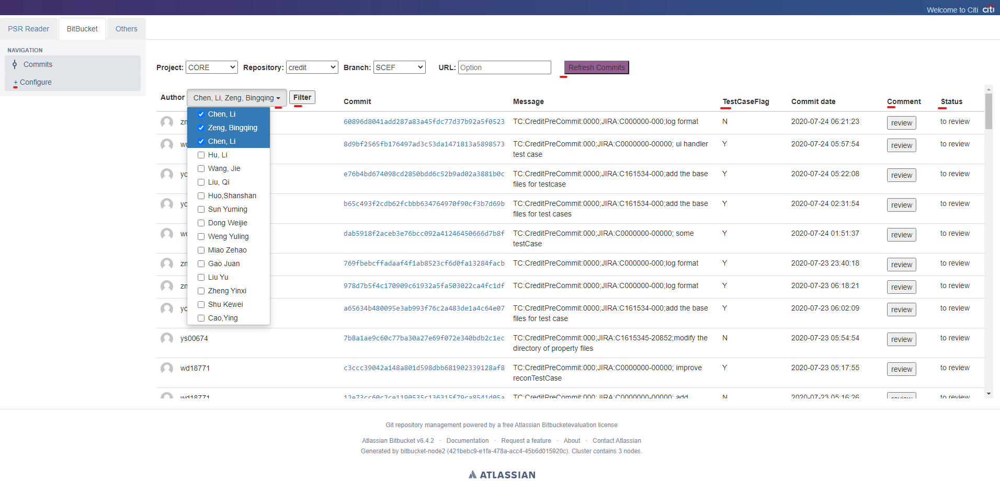 Welcome to Citi citi
PSR Reader BitBucket Others
NAVIGATION
Commits
+ Configure
Project: CORE Repository: credit Branch: SCEF URL: Option Refresh Commits
Author Chen, Li, Zeng, Bingqing Filter Commit Message TestCaseFlag Commit date Comment Status
Chen, Li
Zeng, Bingqing
Chen, Li
Hu, Li
Wang, Jie
Liu, Qi
Huo,Shanshan
Sun Yuming
Dong Weijie
Weng Yuling
Miao Zehao
Gao Juan
Liu Yu
Zheng Yinxi
Shu Kewei
Cao,Ying
60896d8041add287a83a45fdc77d37b92a5f0523 TC:CreditPreCommit:000;JIRA:C000000-000;log format N 2020-07-24 06:21:23 review to review
8d9bf2565fb176497ad3c53da1471813a5898573 TC:CreditPreCommit:000;JIRA:C0000000-00000; ui handler Y 2020-07-24 05:57:54 review to review
test case
e76b4bd674098cd2850bdd6c52b9ad02a3881b0c TC:CreditPreCommit:0000;JIRA:C161534-000;add the base Y 2020-07-24 05:22:08 review to review
files for testcase
b65c493f2cdb62fcbbb634764970f90cf3b7d69b TC:CreditPreCommit:0000;JIRA:C161534-000;add the base Y 2020-07-24 02:31:54 review to review
files for test cases
dab5918f2aceb3e76bcc092a41246450666d7b8f TC:CreditPreCommit:000;JIRA:C0000000-00000; some Y 2020-07-24 01:51:37 review to review
testCase
769fbebcffadaaf4f1ab8523cf6d0fa13284facb TC:CreditPreCommit:0000;JIRA:C000000-000;log format Y 2020-07-23 23:40:18 review to review
978d7b5f4c170909c61932a5fa503022ca4fc1df TC:CreditPreCommit:0000;JIRA:C000000-000;log format Y 2020-07-23 06:18:21 review to review
a65634b480095e3ab993f76c2a483de1a4c64e07 TC:CreditPreCommit:0000;JIRA:C161534-000;add the base Y 2020-07-23 06:02:09 review to review
files for test case
ys00674 7b8a1ae9c60c77ba30a27e69f072e340bdb2c1ec TC:CreditPreCommit:000;JIRA:C1615345-20852;modify the N 2020-07-23 05:54:54 review to review
directory of property files
wd18771 c3ccc39042a148a801d598dbb681902339128af8 TC:CreditPreCommit:000;JIRA:C0000000-00000; improve Y 2020-07-23 05:17:55 review to review
reconTestCase
wd18771 12e73cc60c2ce1190535c136315f79ca8541d05a TC:CreditPreCommit:000;JIRA:C0000000-00000; add N 2020-07-23 05:16:26 review to review
Git repository management powered by a free Atlassian Bitbucketevaluation license
Atlassian Bitbucket v6.4.2 · Documentation · Request a feature · About · Contact Atlassian
Generated by bitbucket-node2 (421bebc9-e1fa-478a-acc4-45b6d015920c). Cluster contains 3 nodes.
ATLASSIAN